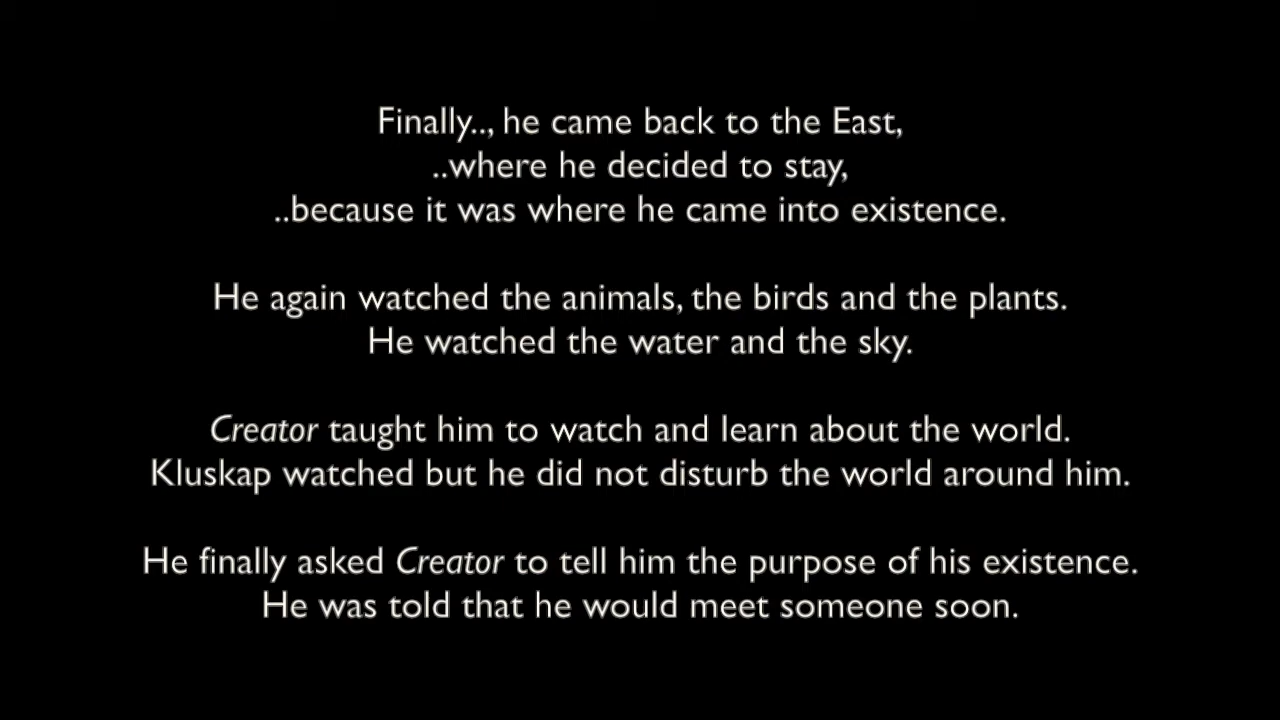 Finally.., he came back to the East,
..where he decided to stay,
..because it was where he came into existence.
He again watched the animals, the birds and the plants.
He watched the water and the sky.
Creator taught him to watch and learn about the world.
Kluskap watched but he did not disturb the world around him.
He finally asked Creator to tell him the purpose of his existence.
He was told that he would meet someone soon.